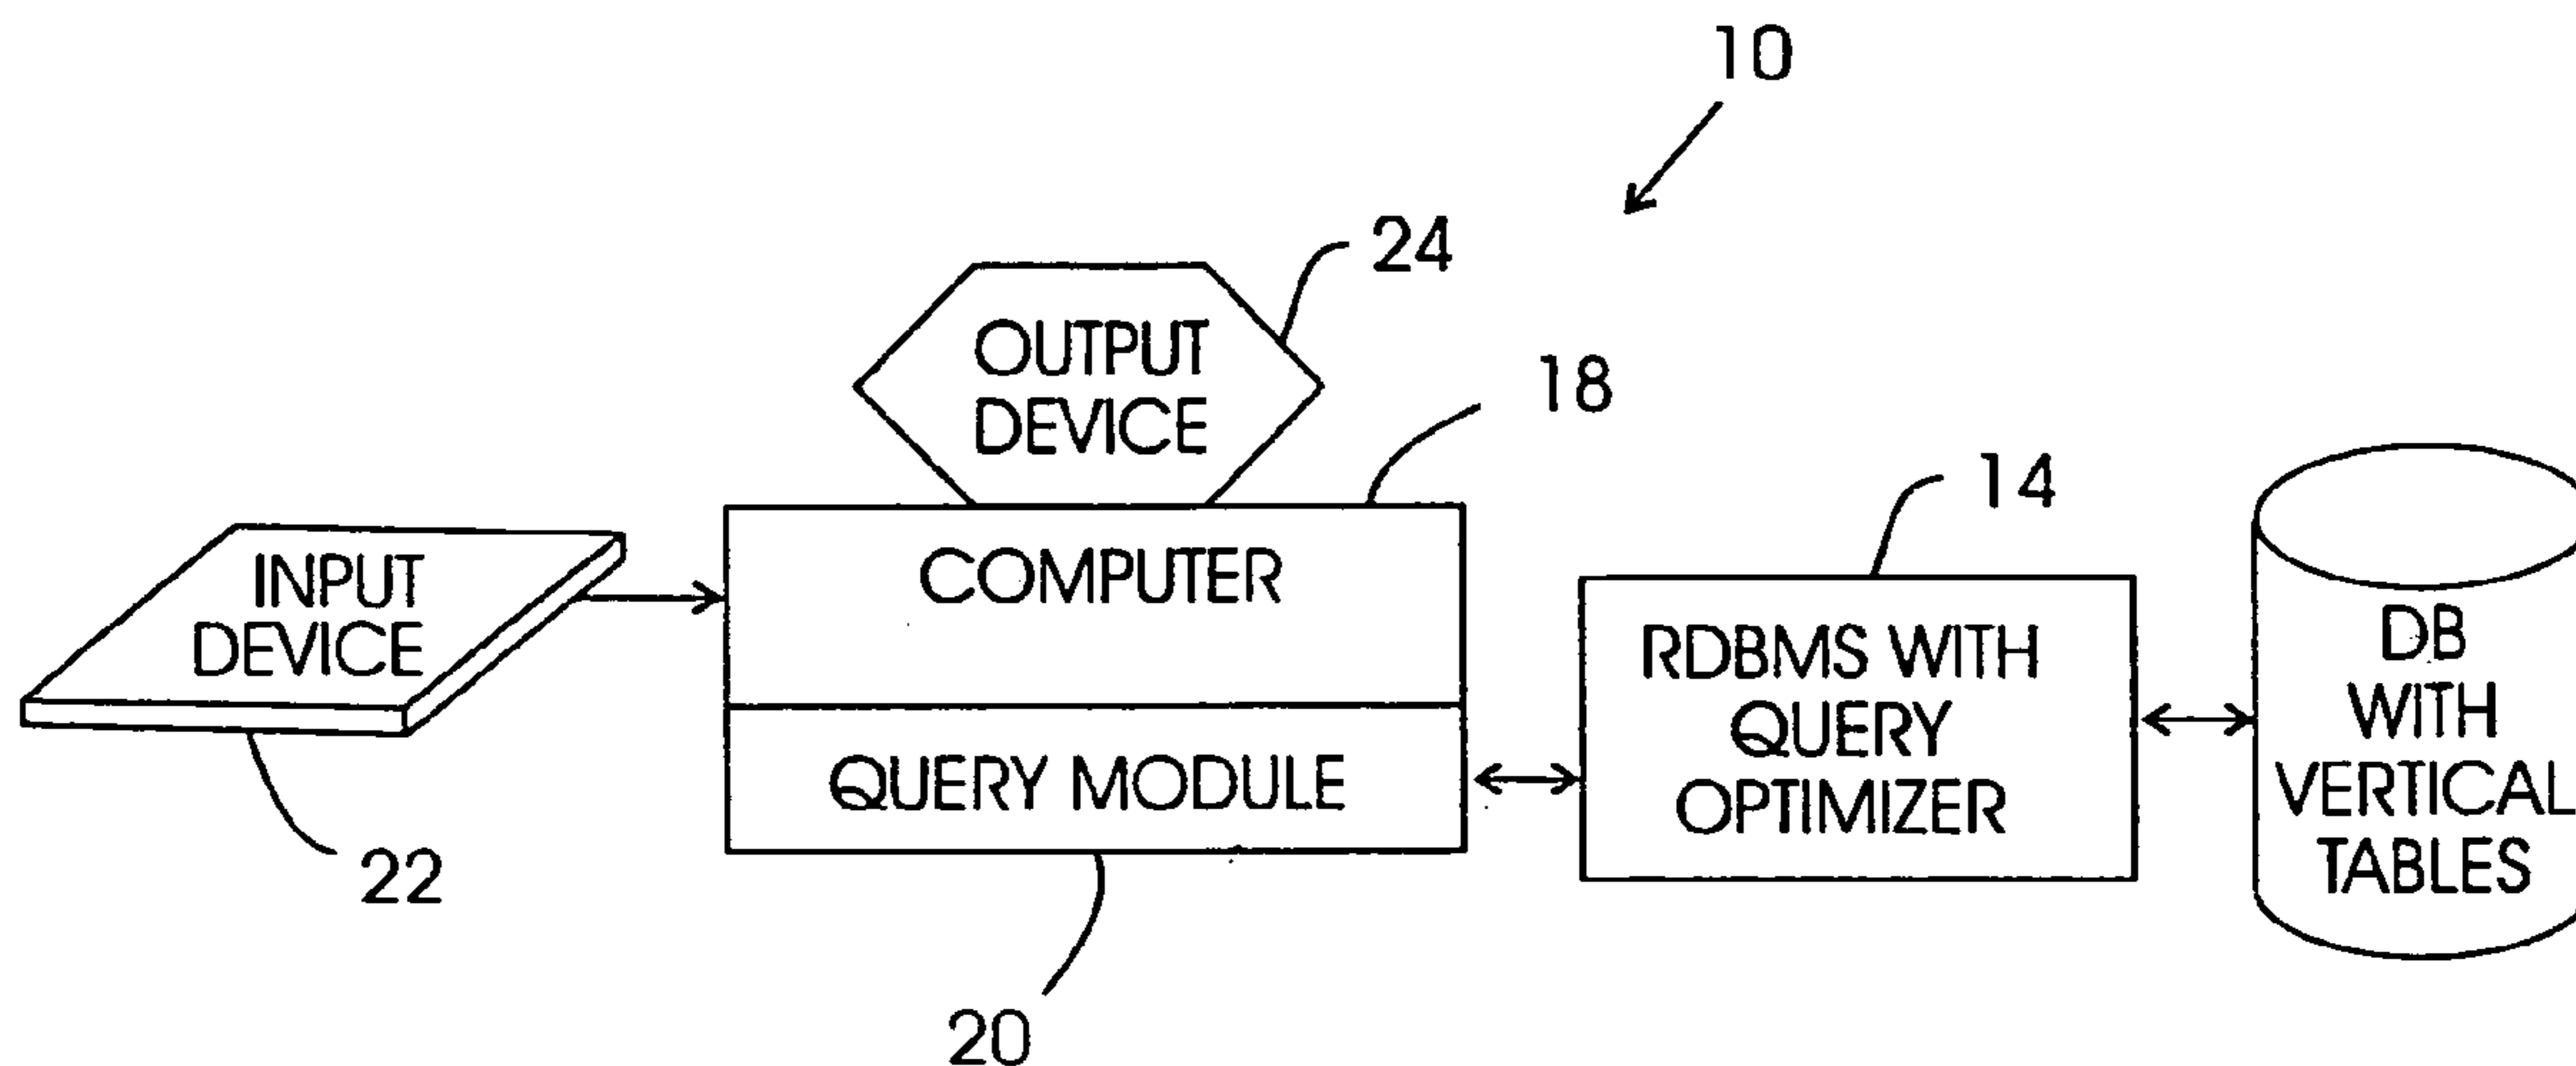 10
24
OUTPUT
DEVICE
18
14
INPUT
DEVICE
COMPUTER
RDBMS WITH
QUERY
OPTIMIZER
DB
WITH
VERTICAL
TABLES
QUERY MODULE
22
20